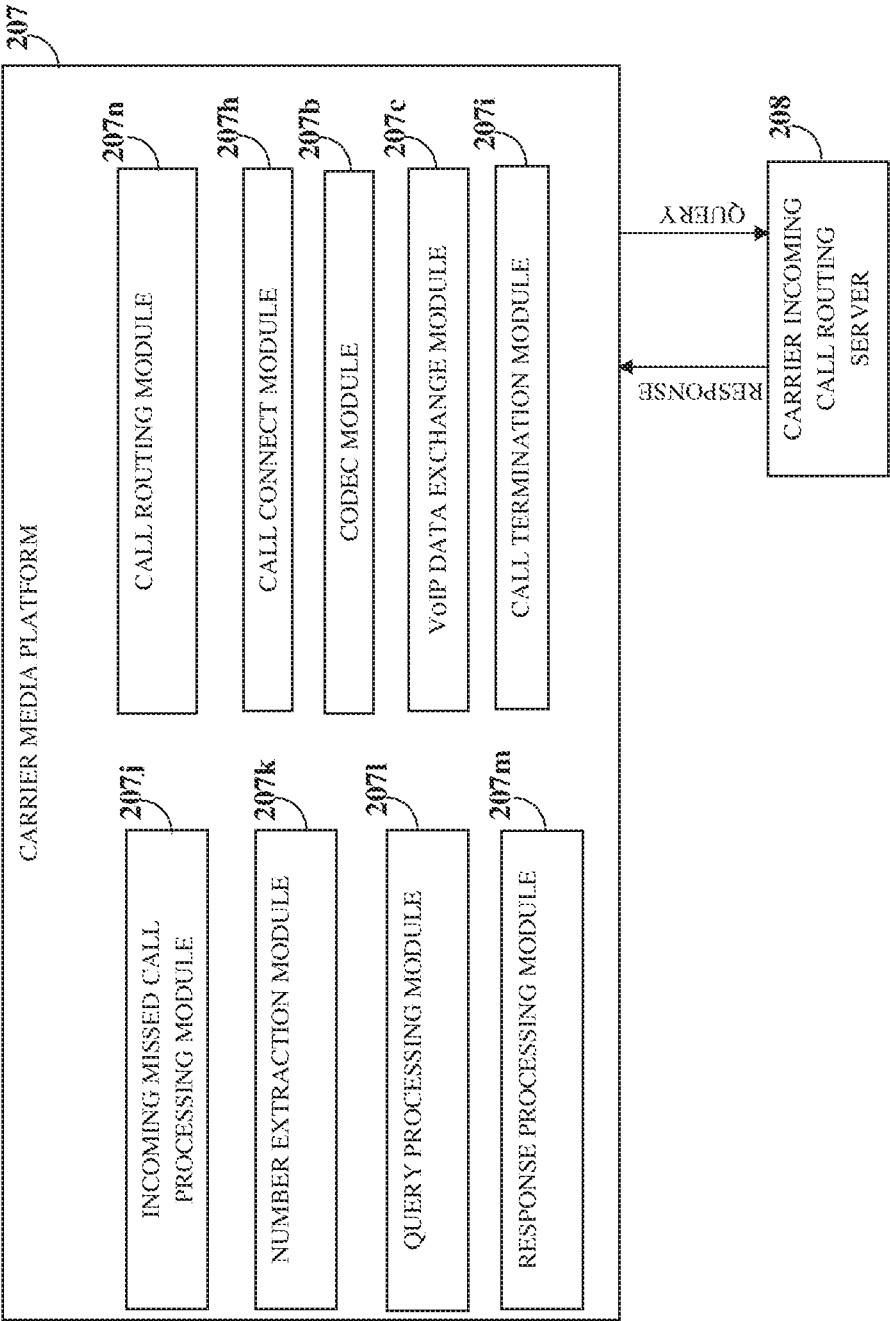 207
CARRIER MEDIA PLATFORM
207j
INCOMING MISSED CALL
PROCESSING MODULE
207k
NUMBER EXTRACTION MODULE
207l
QUERY PROCESSING MODULE
207m
RESPONSE PROCESSING MODULE
207n
CALL ROUTING MODULE
207h
CALL CONNECT MODULE
207b
CODEC MODULE
207c
VoIP DATA EXCHANGE MODULE
207i
CALL TERMINATION MODULE
RESPONSE
QUERY
208
CARRIER INCOMING
CALL ROUTING
SERVER